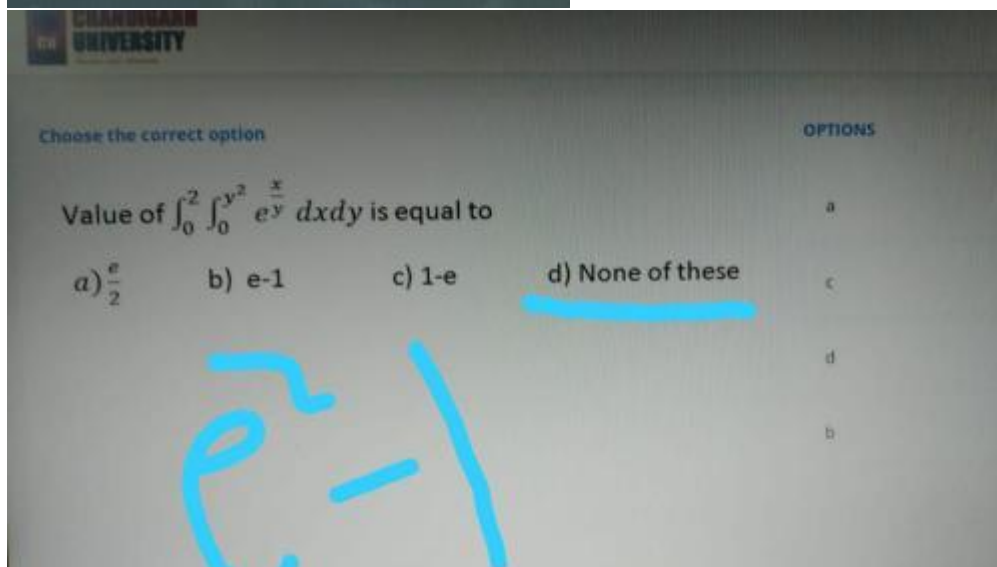 CHANDIGARH
UNIVERSITY
Choose the correct option
OPTIONS
Value of ∫₀² ∫₀^{y²} e^{x/y} dxdy is equal to
a) e/2 b) e-1 c) 1-e d) None of these
a
c
d
b
e² - 1